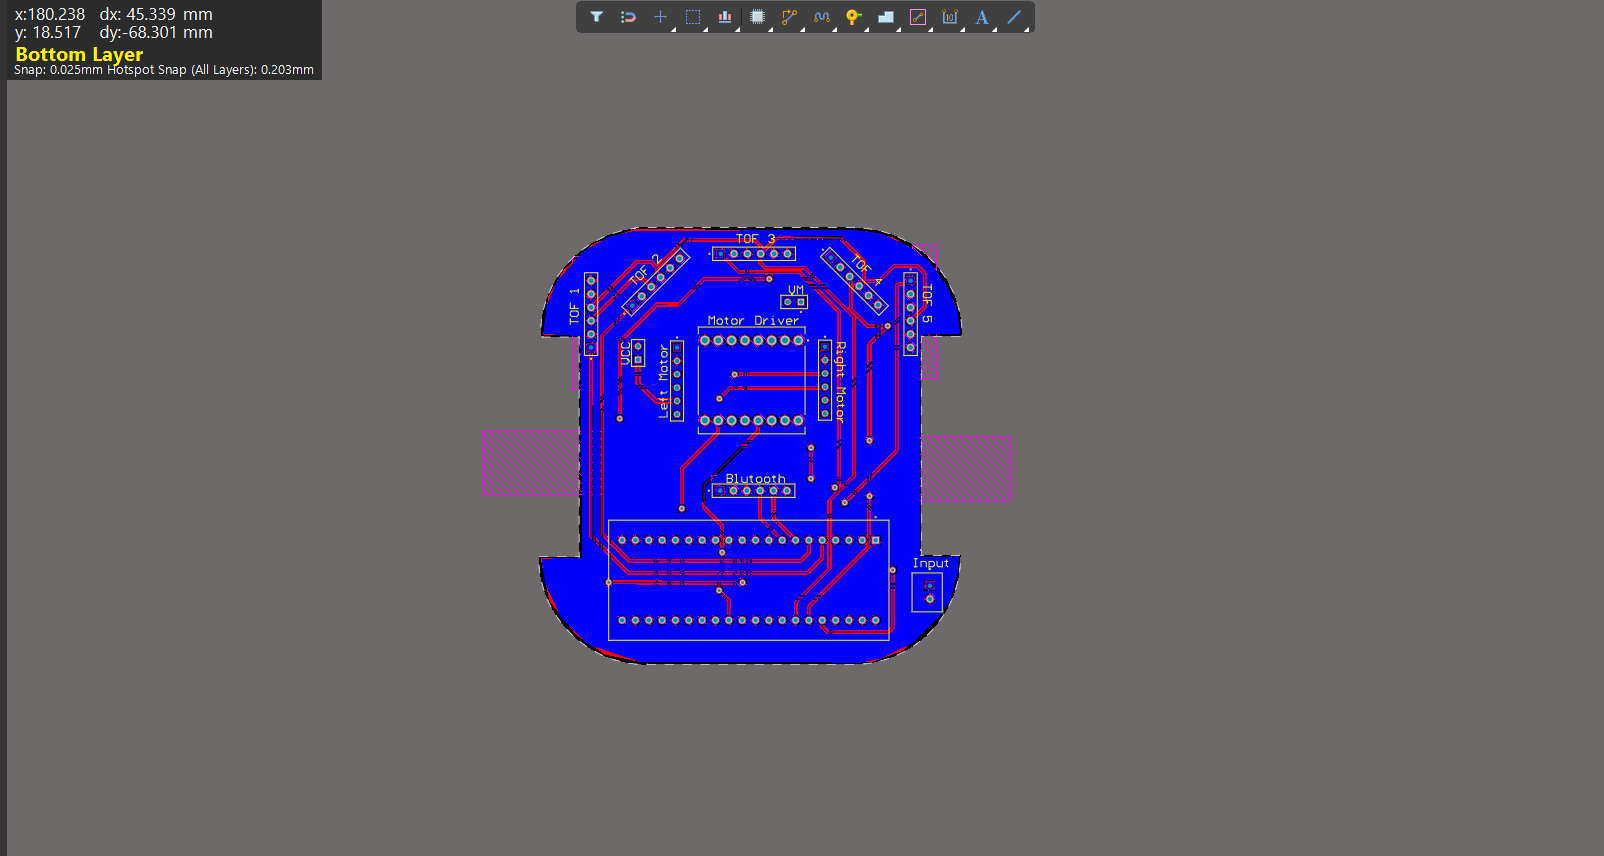 x:180.238 dx: 45.339 mm
y: 18.517 dy:-68.301 mm
Bottom Layer
Snap: 0.025mm Hotspot Snap (All Layers): 0.203mm
10
A
TOF 3
TOF 2
TOF 4
TOF 1
TOF 5
VM
Motor Driver
VCC
Left Motor
Right Motor
Blutooth
Input